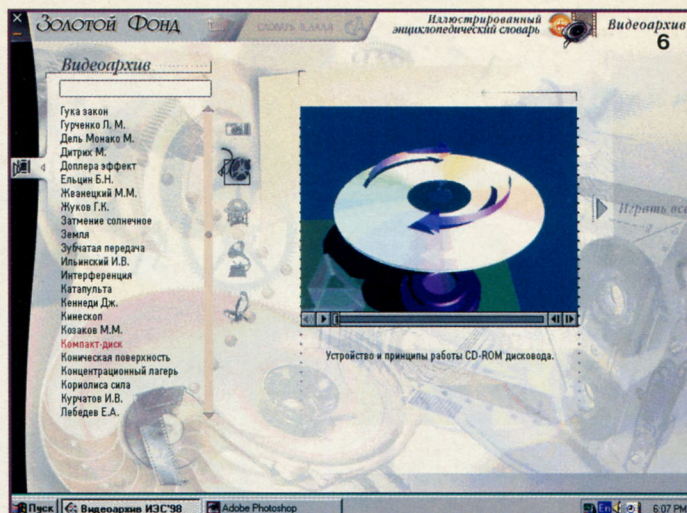 Золотой Фонд
Иллюстрированный
энциклопедический словарь
Видеоархив
6
Видеоархив
Гука закон
Гурченко Л. М.
Дель Монако М.
Дитрих М.
Доплера эффект
Ельцин Б.Н.
Жванецкий М.М.
Жуков Г.К.
Затмение солнечное
Земля
Зубчатая передача
Ильинский И.В.
Интерференция
Катапульта
Кеннеди Дж.
Кинескоп
Козаков М.М.
Компакт-диск
Коническая поверхность
Концентрационный лагерь
Кориолиса сила
Курчатов И.В.
Лебедев Е.А.
Играть все
Устройство и принципы работы CD-ROM дисковода.
Пуск
Видеоархив ИЭС'98
Adobe Photoshop
En
6:07 PM